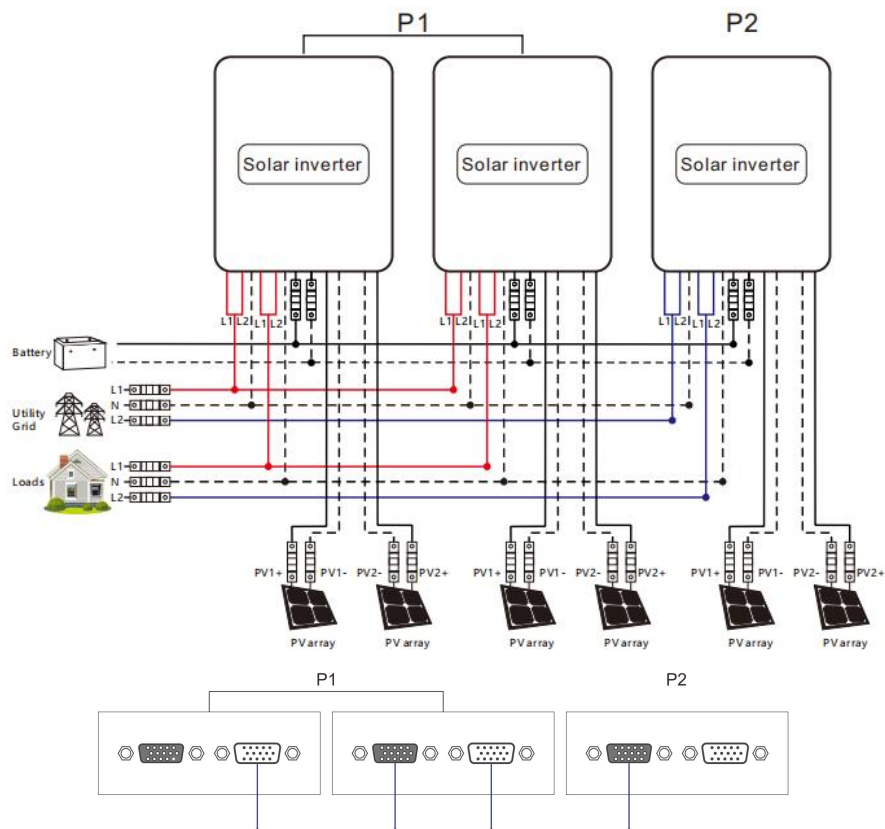 P1 P2
Solar inverter Solar inverter Solar inverter
L1 L2 L1 L2 L1 L2 L1 L2 L1 L2 L1 L2
Battery
L1
Utility N
Grid L2
L1
Loads N
L2
PV1+ PV1- PV2- PV2+ PV1+ PV1- PV2- PV2+ PV1+ PV1- PV2- PV2+
PV array PV array PV array PV array PV array PV array
P1 P2